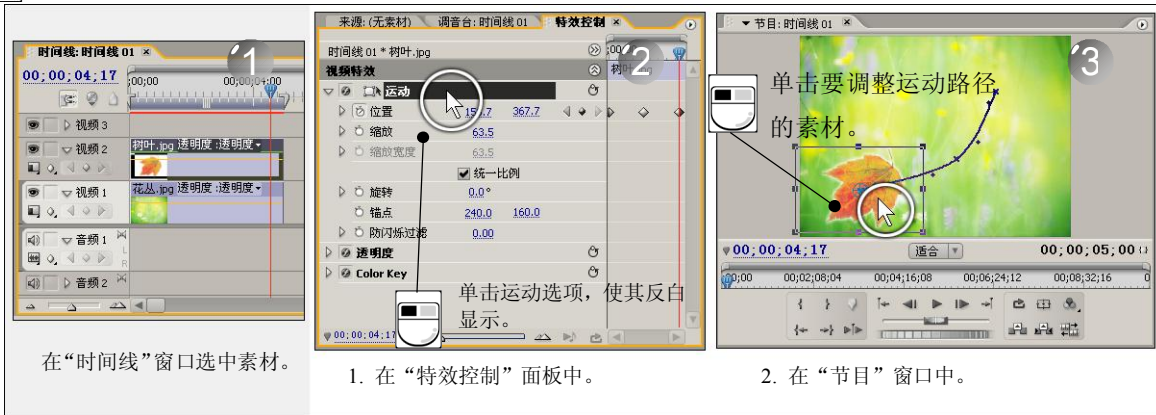 时间线: 时间线 01 ×
1
00;00;04;17
;00;00
00;00;04;00
视频 3
视频 2
树叶.jpg 透明度:透明度
视频 1
花丛.jpg 透明度:透明度
音频 1
L
R
音频 2
在“时间线”窗口选中素材。
来源: (无素材)
调音台: 时间线 01
特效控制 ×
2
时间线 01 * 树叶.jpg
视频特效
运动
位置
367.7
缩放
63.5
缩放宽度
63.5
统一比例
旋转
0.0°
锚点
240.0 160.0
防闪烁过滤
0.00
透明度
Color Key
单击运动选项，使其反白
显示。
00;00;04;17
1. 在“特效控制”面板中。
节目: 时间线 01 ×
3
单击要调整运动路径
的素材。
00;00;04;17
适合
00;00;05;00
00;00
00;02;08;04
00;04;16;08
00;06;24;12
00;08;32;16
2. 在“节目”窗口中。